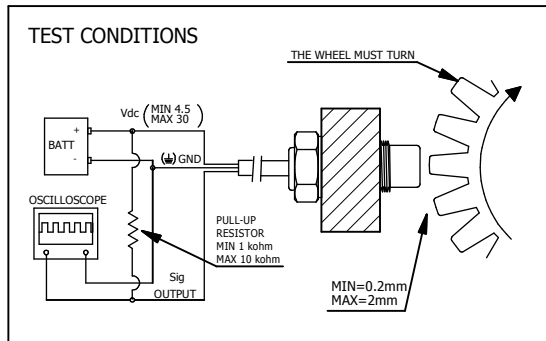 TEST CONDITIONS
THE WHEEL MUST TURN
Vdc (MIN 4.5
MAX 30)
+
BATT
-
(⏚) GND
OSCILLOSCOPE
PULL-UP
RESISTOR
MIN 1 kohm
MAX 10 kohm
Sig
OUTPUT
MIN=0.2mm
MAX=2mm